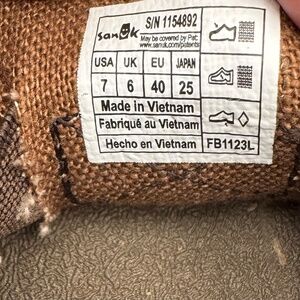 sanuk
S/N 1154892
May be covered by Pat:
www.sanuk.com/patents
USA UK EU JAPAN
7 6 40 25
Made in Vietnam
Fabriqué au Vietnam
Hecho en Vietnam FB1123L